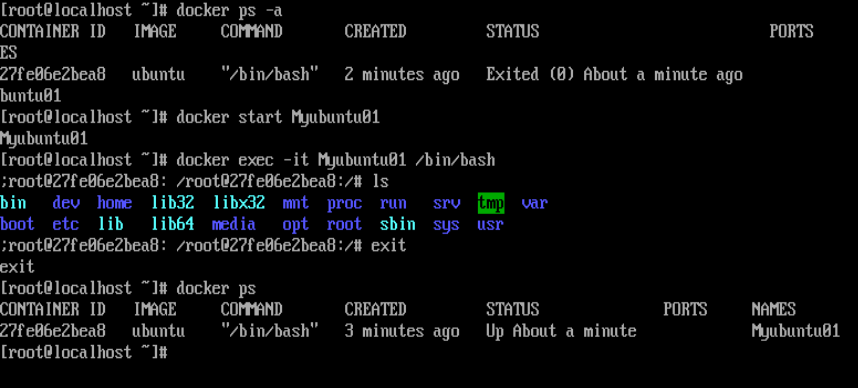 [root@localhost ~]# docker ps -a
CONTAINER ID   IMAGE     COMMAND       CREATED         STATUS                          PORTS
ES
27fe06e2bea8   ubuntu    "/bin/bash"   2 minutes ago   Exited (0) About a minute ago
buntu01
[root@localhost ~]# docker start Myubuntu01
Myubuntu01
[root@localhost ~]# docker exec -it Myubuntu01 /bin/bash
;root@27fe06e2bea8: /root@27fe06e2bea8:/# ls
bin   dev  home  lib32  libx32  mnt  proc  run   srv  tmp  var
boot  etc  lib   lib64  media   opt  root  sbin  sys  usr
;root@27fe06e2bea8: /root@27fe06e2bea8:/# exit
exit
[root@localhost ~]# docker ps
CONTAINER ID   IMAGE     COMMAND       CREATED         STATUS              PORTS     NAMES
27fe06e2bea8   ubuntu    "/bin/bash"   3 minutes ago   Up About a minute             Myubuntu01
[root@localhost ~]#